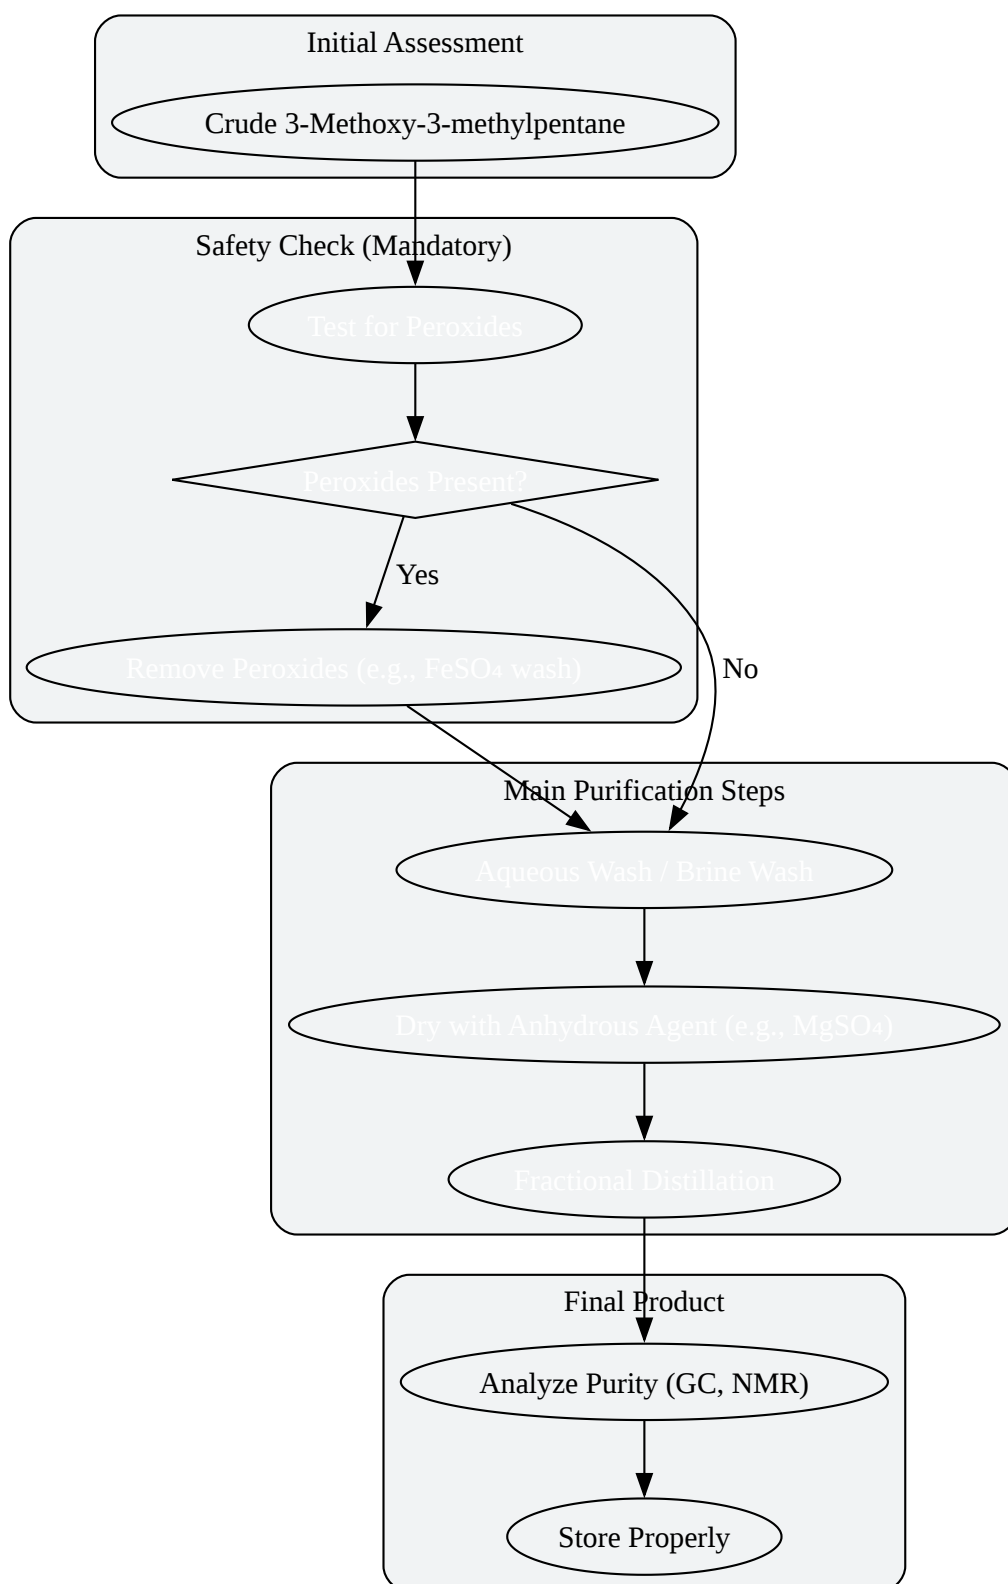 Initial Assessment
Crude 3-Methoxy-3-methylpentane
Safety Check (Mandatory)
Test for Peroxides
Peroxides Present?
Yes
Remove Peroxides (e.g., FeSO₄ wash)
No
Main Purification Steps
Aqueous Wash / Brine Wash
Dry with Anhydrous Agent (e.g., MgSO₄)
Fractional Distillation
Final Product
Analyze Purity (GC, NMR)
Store Properly